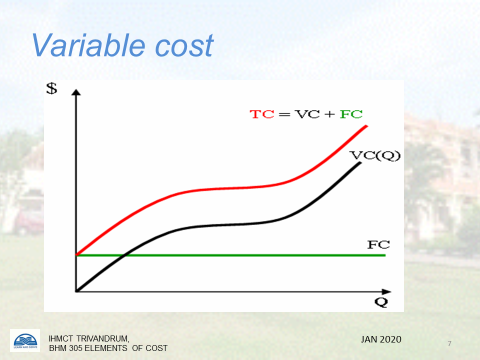 Variable cost
$
TC = VC + FC
VC(Q)
FC
Q
IHMCT TRIVANDRUM,
BHM 305 ELEMENTS OF COST
JAN 2020
7